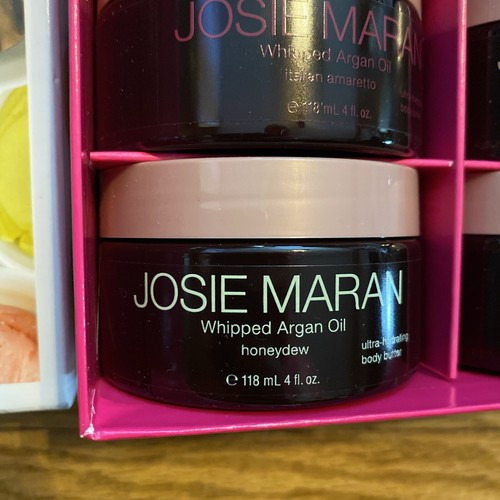 JOSIE MARAN
Whipped Argan Oil
italian amaretto
℮ 118 mL 4 fl. oz.
JOSIE MARAN
Whipped Argan Oil
honeydew
ultra-hydrating
body butter
℮ 118 mL 4 fl. oz.